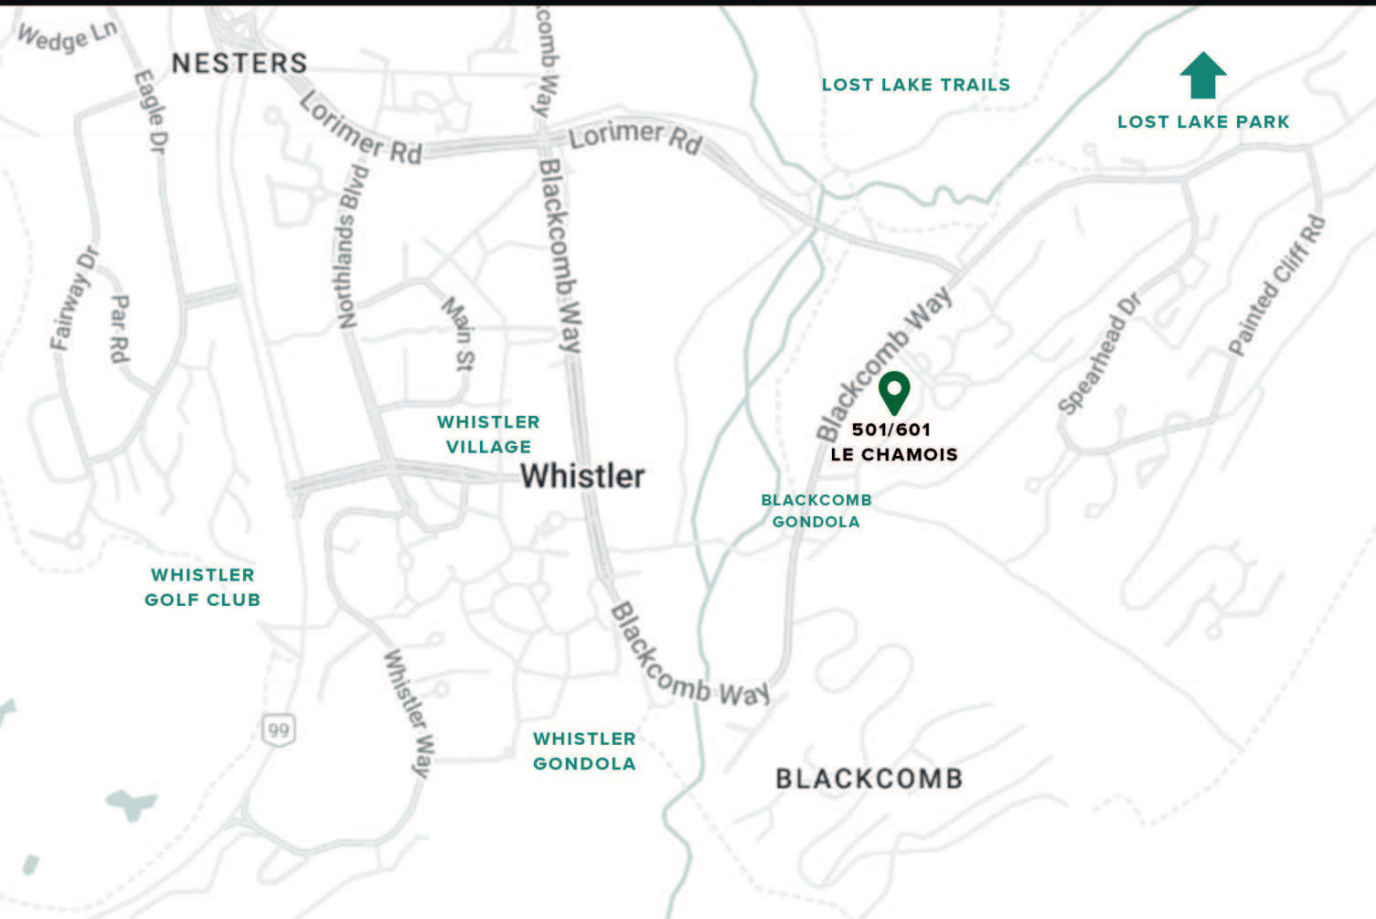 Wedge Ln
NESTERS
Eagle Dr
Lorimer Rd
comb Way
Lorimer Rd
LOST LAKE TRAILS
LOST LAKE PARK
Northlands Blvd
Blackcomb Way
Fairway Dr
Par Rd
Main St
Blackcomb Way
Spearhead Dr
Painted Cliff Rd
501/601
LE CHAMOIS
WHISTLER
VILLAGE
Whistler
BLACKCOMB
GONDOLA
WHISTLER
GOLF CLUB
Blackcomb Way
Whistler Way
99
WHISTLER
GONDOLA
BLACKCOMB